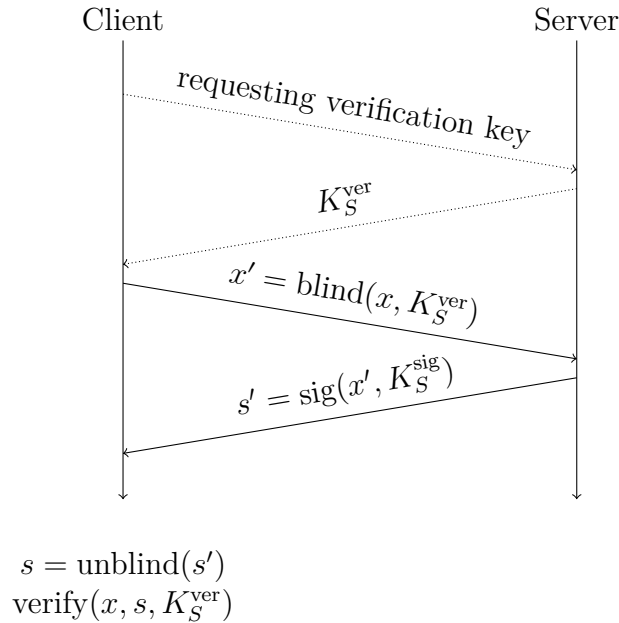 Client Server
requesting verification key
K_S^ver
x′ = blind(x, K_S^ver)
s′ = sig(x′, K_S^sig)
s = unblind(s′)
verify(x, s, K_S^ver)